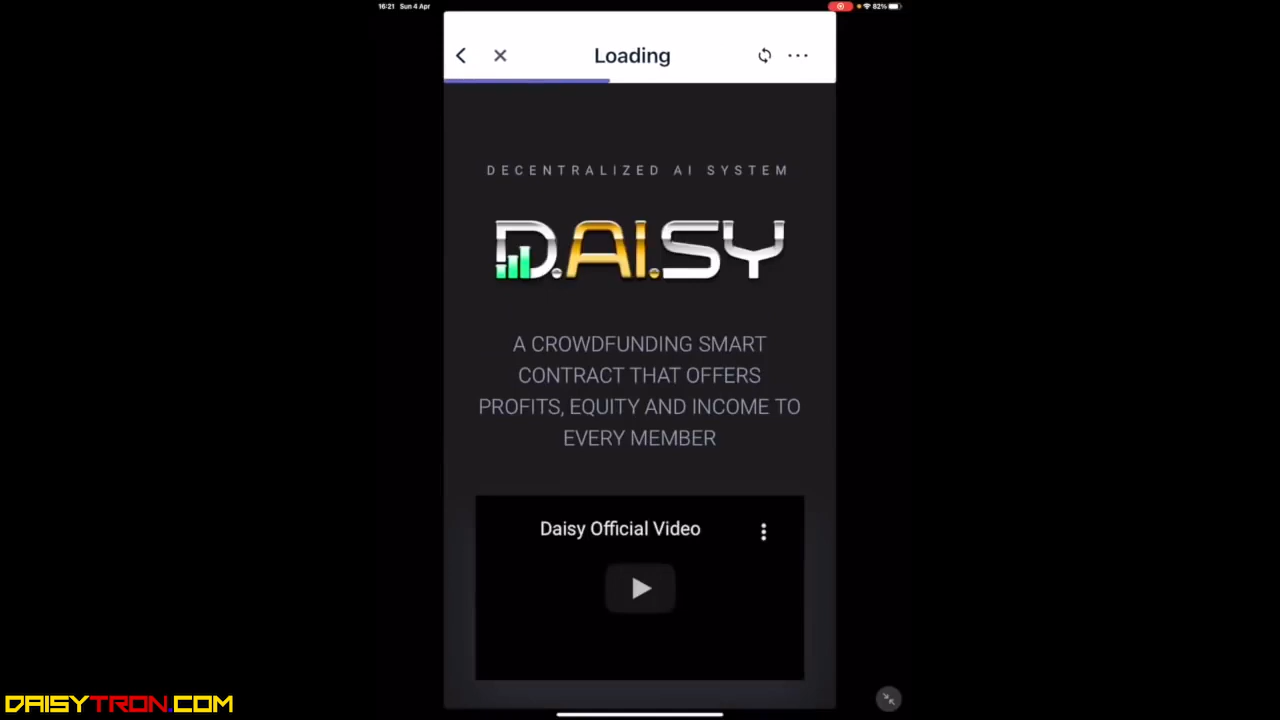 16:21 Sun 4 Apr
82%
Loading
DECENTRALIZED AI SYSTEM
D.AI.SY
A CROWDFUNDING SMART
CONTRACT THAT OFFERS
PROFITS, EQUITY AND INCOME TO
EVERY MEMBER
Daisy Official Video
DAISYTRON.COM